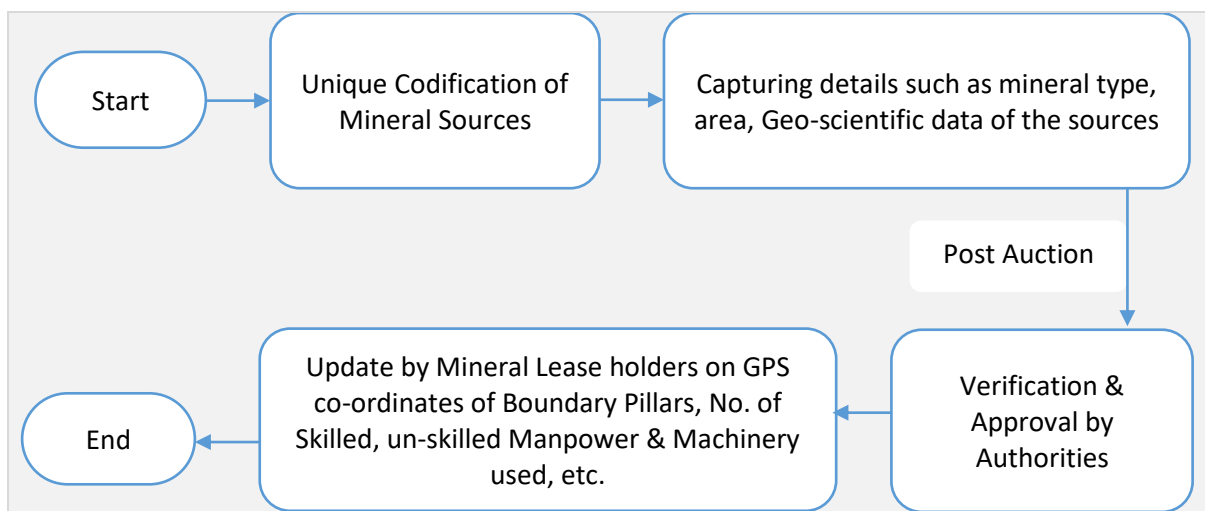 Start
Unique Codification of
Mineral Sources
Capturing details such as mineral type,
area, Geo-scientific data of the sources
Post Auction
Verification &
Approval by
Authorities
Update by Mineral Lease holders on GPS
co-ordinates of Boundary Pillars, No. of
Skilled, un-skilled Manpower & Machinery
used, etc.
End